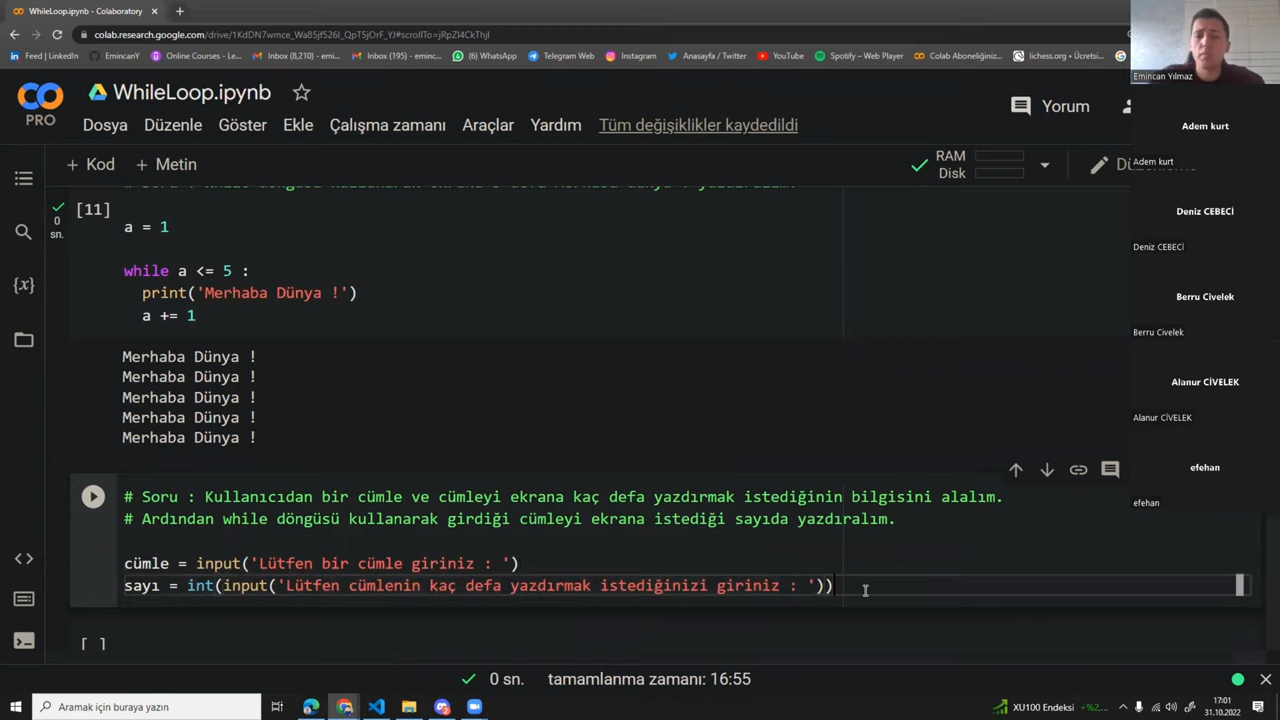 WhileLoop.ipynb - Colaboratory
colab.research.google.com/drive/1KdDN7wmce_Wa85jf526I_QpT5jOrF_YJ#scrollTo=jRpZl4CkThjI
Feed | LinkedIn
EmincanY
Online Courses - Le...
Inbox (8,210) - emi...
Inbox (195) - eminc...
(6) WhatsApp
Telegram Web
Instagram
Anasayfa / Twitter
YouTube
Spotify – Web Player
Colab Aboneliğiniz...
lichess.org • Ücretsi...
Emincan Yılmaz
WhileLoop.ipynb
PRO
Dosya Düzenle Göster Ekle Çalışma zamanı Araçlar Yardım Tüm değişiklikler kaydedildi
Yorum
+ Kod + Metin
RAM
Disk
Adem kurt
Adem kurt
Deniz CEBECİ
Deniz CEBECİ
Berru Civelek
Berru Civelek
Alanur CİVELEK
Alanur CİVELEK
efehan
efehan
[11]
0
sn.
a = 1
while a <= 5 :
print('Merhaba Dünya !')
a += 1
Merhaba Dünya !
Merhaba Dünya !
Merhaba Dünya !
Merhaba Dünya !
Merhaba Dünya !
# Soru : Kullanıcıdan bir cümle ve cümleyi ekrana kaç defa yazdırmak istediğinin bilgisini alalım.
# Ardından while döngüsü kullanarak girdiği cümleyi ekrana istediği sayıda yazdıralım.
cümle = input('Lütfen bir cümle giriniz : ')
sayı = int(input('Lütfen cümlenin kaç defa yazdırmak istediğinizi giriniz : '))
[ ]
0 sn. tamamlanma zamanı: 16:55
Aramak için buraya yazın
XU100 Endeksi +%2,...
17:01
31.10.2022